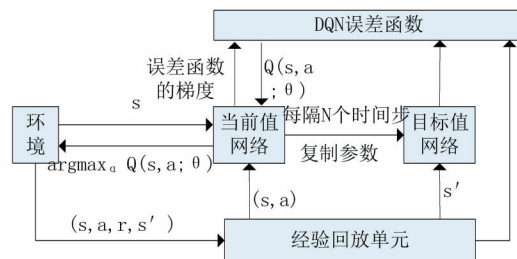 DQN误差函数
误差函数
的梯度
Q(s,a
;θ)
s
环
境
当前值
网络
每隔N个时间步
复制参数
目标值
网络
argmaxₐ Q(s,a;θ)
(s,a)
s′
(s,a,r,s′)
经验回放单元